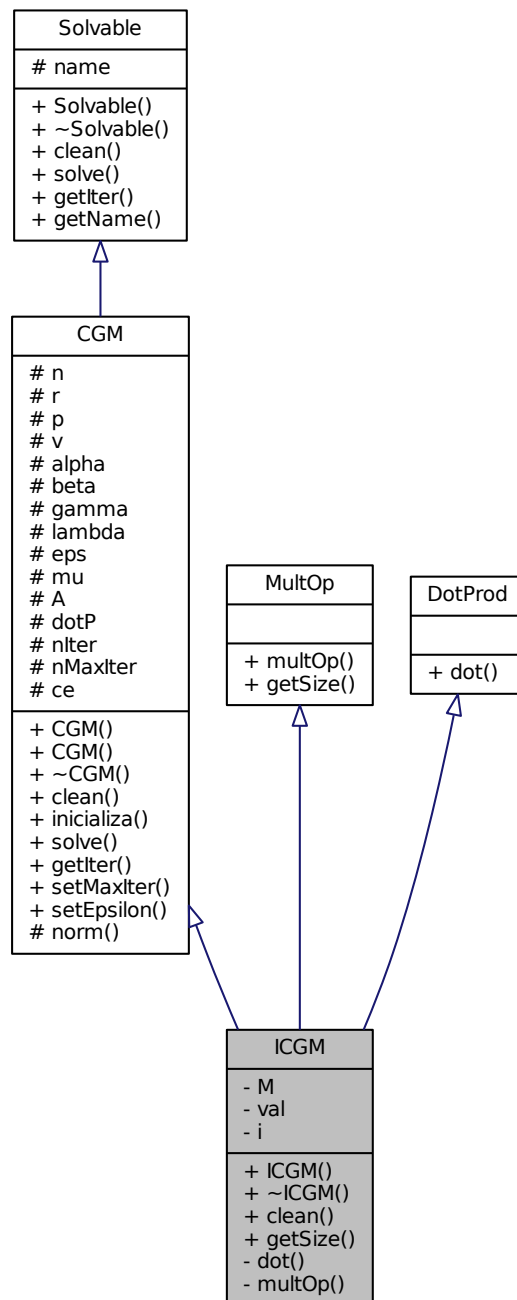 Solvable
# name
+ Solvable()
+ ~Solvable()
+ clean()
+ solve()
+ getIter()
+ getName()
CGM
# n
# r
# p
# v
# alpha
# beta
# gamma
# lambda
# eps
# mu
# A
# dotP
# nIter
# nMaxIter
# ce
+ CGM()
+ CGM()
+ ~CGM()
+ clean()
+ inicializa()
+ solve()
+ getIter()
+ setMaxIter()
+ setEpsilon()
# norm()
MultOp
+ multOp()
+ getSize()
DotProd
+ dot()
ICGM
- M
- val
- i
+ ICGM()
+ ~ICGM()
+ clean()
+ getSize()
- dot()
- multOp()